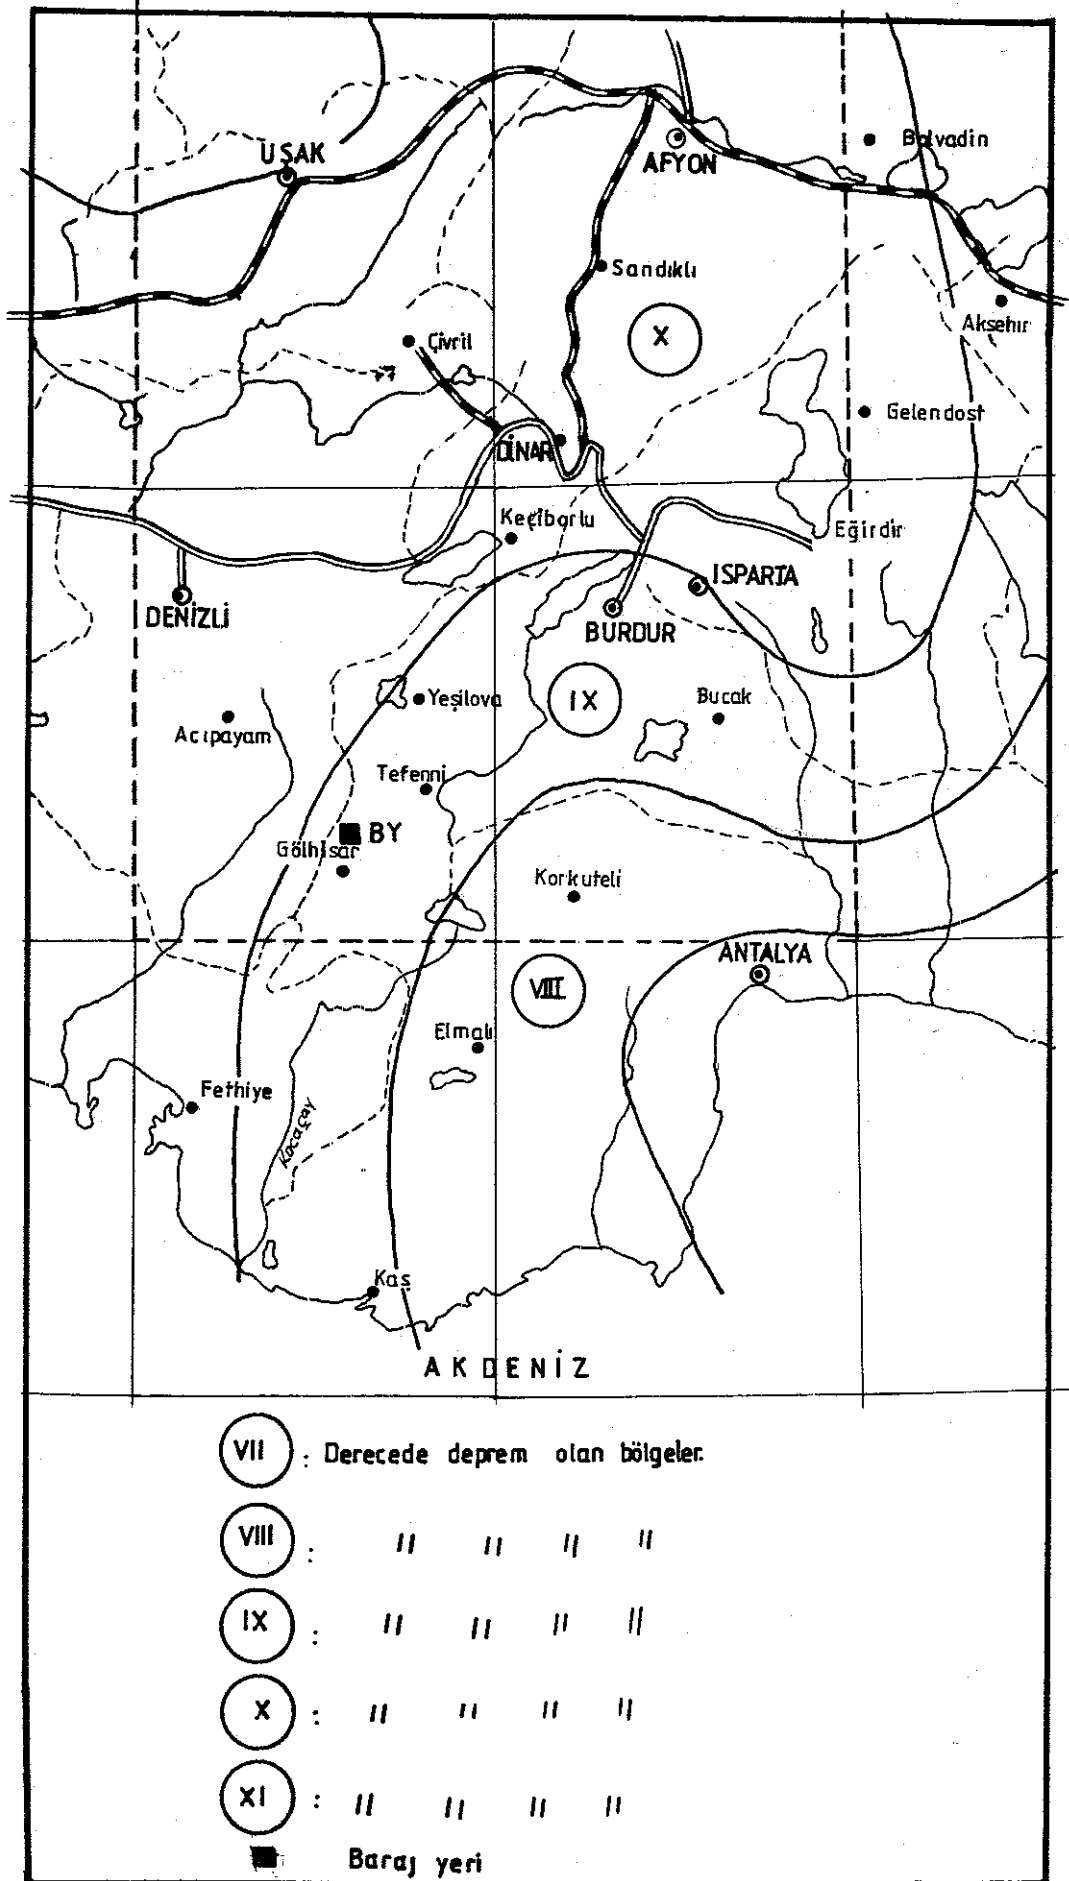 UŞAK
AFYON
Bolvadin
Sandıklı
X
Akşehir
Çivril
Gelendost
DİNAR
Keçiborlu
Eğirdir
ISPARTA
DENİZLİ
BURDUR
IX
Yeşilova
Bucak
Acıpayam
Tefenni
BY
Gölhisar
Korkuteli
ANTALYA
VIII
Elmalı
Fethiye
Kocaçay
Kaş
AKDENİZ
VII : Derecede deprem olan bölgeler.
VIII : " " " "
IX : " " " "
X : " " " "
XI : " " " "
Baraj yeri